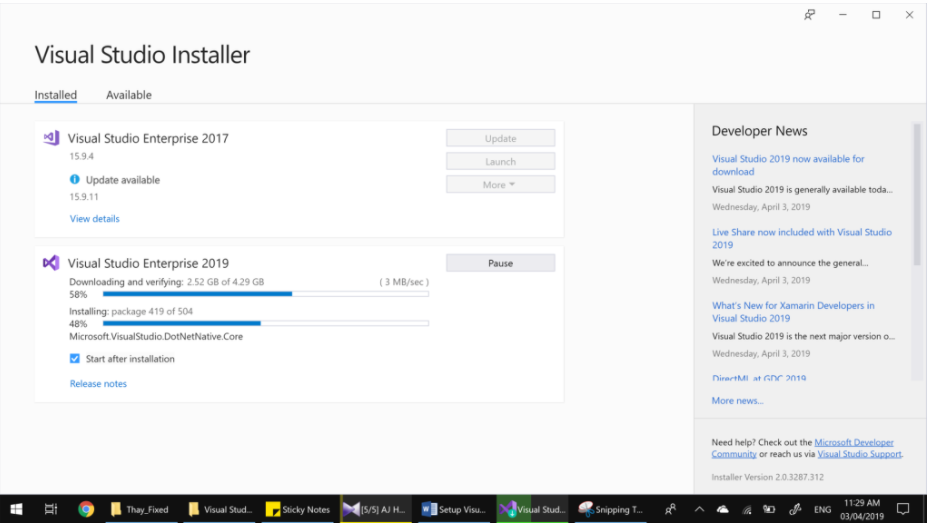 Visual Studio Installer
Installed Available
Visual Studio Enterprise 2017
15.9.4
Update available
15.9.11
View details
Update
Launch
More
Visual Studio Enterprise 2019
Downloading and verifying: 2.52 GB of 4.29 GB ( 3 MB/sec )
58%
Installing: package 419 of 504
48%
Microsoft.VisualStudio.DotNetNative.Core
Start after installation
Release notes
Pause
Developer News
Visual Studio 2019 now available for
download
Visual Studio 2019 is generally available toda...
Wednesday, April 3, 2019
Live Share now included with Visual Studio
2019
We're excited to announce the general...
Wednesday, April 3, 2019
What's New for Xamarin Developers in
Visual Studio 2019
Visual Studio 2019 is the next major version o...
Wednesday, April 3, 2019
DirectML at GDC 2019
More news...
Need help? Check out the Microsoft Developer
Community or reach us via Visual Studio Support.
Installer Version 2.0.3287.312
Thay_Fixed Visual Stud... Sticky Notes [5/5] AJ H... Setup Visu... Visual Stud... Snipping T... ENG 11:29 AM
03/04/2019